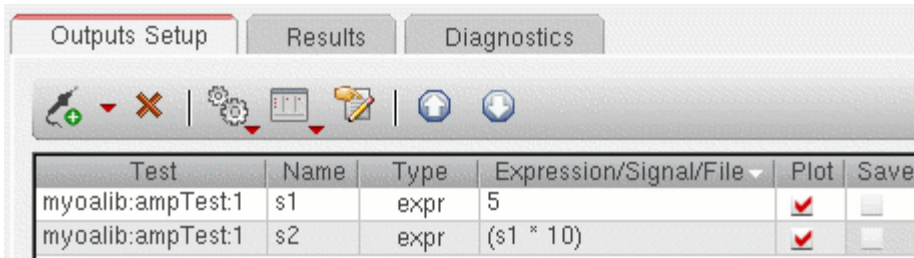 Outputs Setup Results Diagnostics
Test Name Type Expression/Signal/File Plot Save
myoalib:ampTest:1 s1 expr 5
myoalib:ampTest:1 s2 expr (s1 * 10)